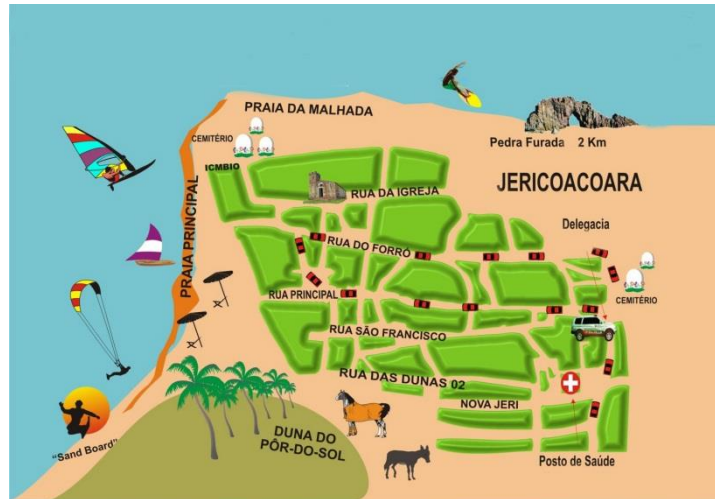 PRAIA DA MALHADA
CEMITÉRIO
Pedra Furada 2 Km
ICMBIO
JERICOACOARA
RUA DA IGREJA
PRAIA PRINCIPAL
Delegacia
RUA DO FORRÓ
RUA PRINCIPAL
CEMITÉRIO
RUA SÃO FRANCISCO
RUA DAS DUNAS 02
NOVA JERI
DUNA DO
PÔR-DO-SOL
"Sand Board"
Posto de Saúde